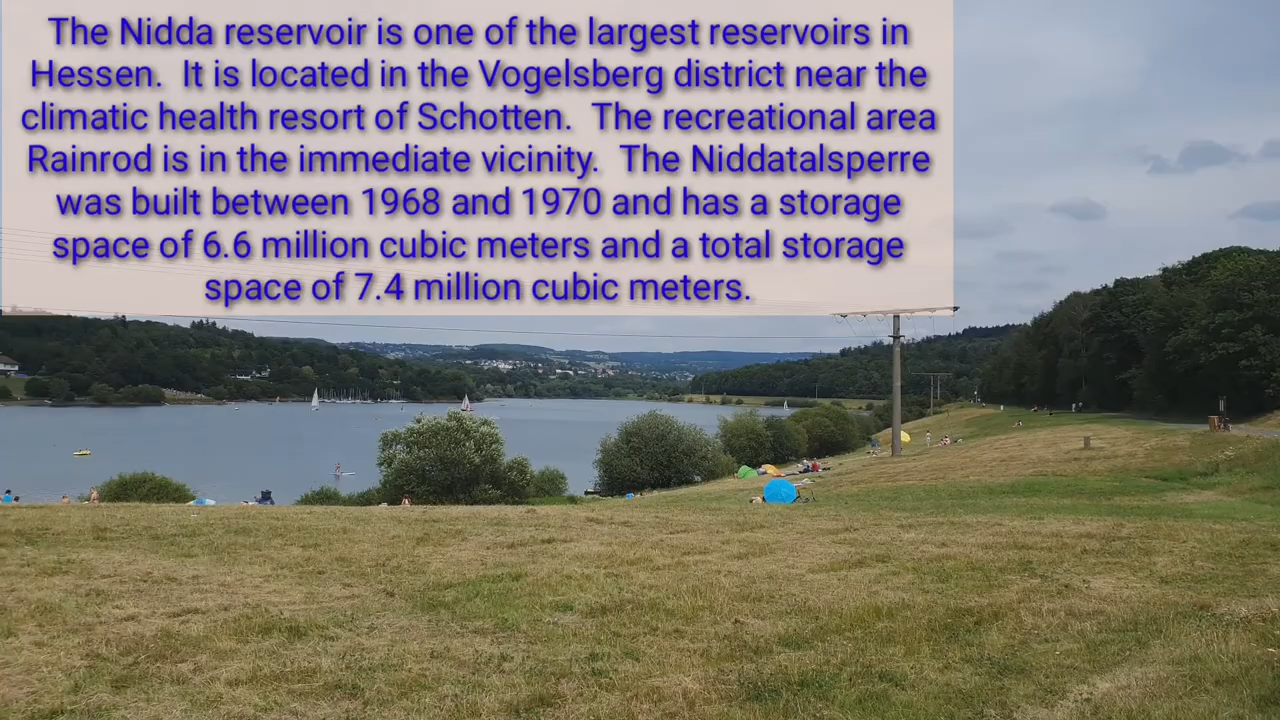 The Nidda reservoir is one of the largest reservoirs in
Hessen.  It is located in the Vogelsberg district near the
climatic health resort of Schotten.  The recreational area
Rainrod is in the immediate vicinity.  The Niddatalsperre
was built between 1968 and 1970 and has a storage
space of 6.6 million cubic meters and a total storage
space of 7.4 million cubic meters.